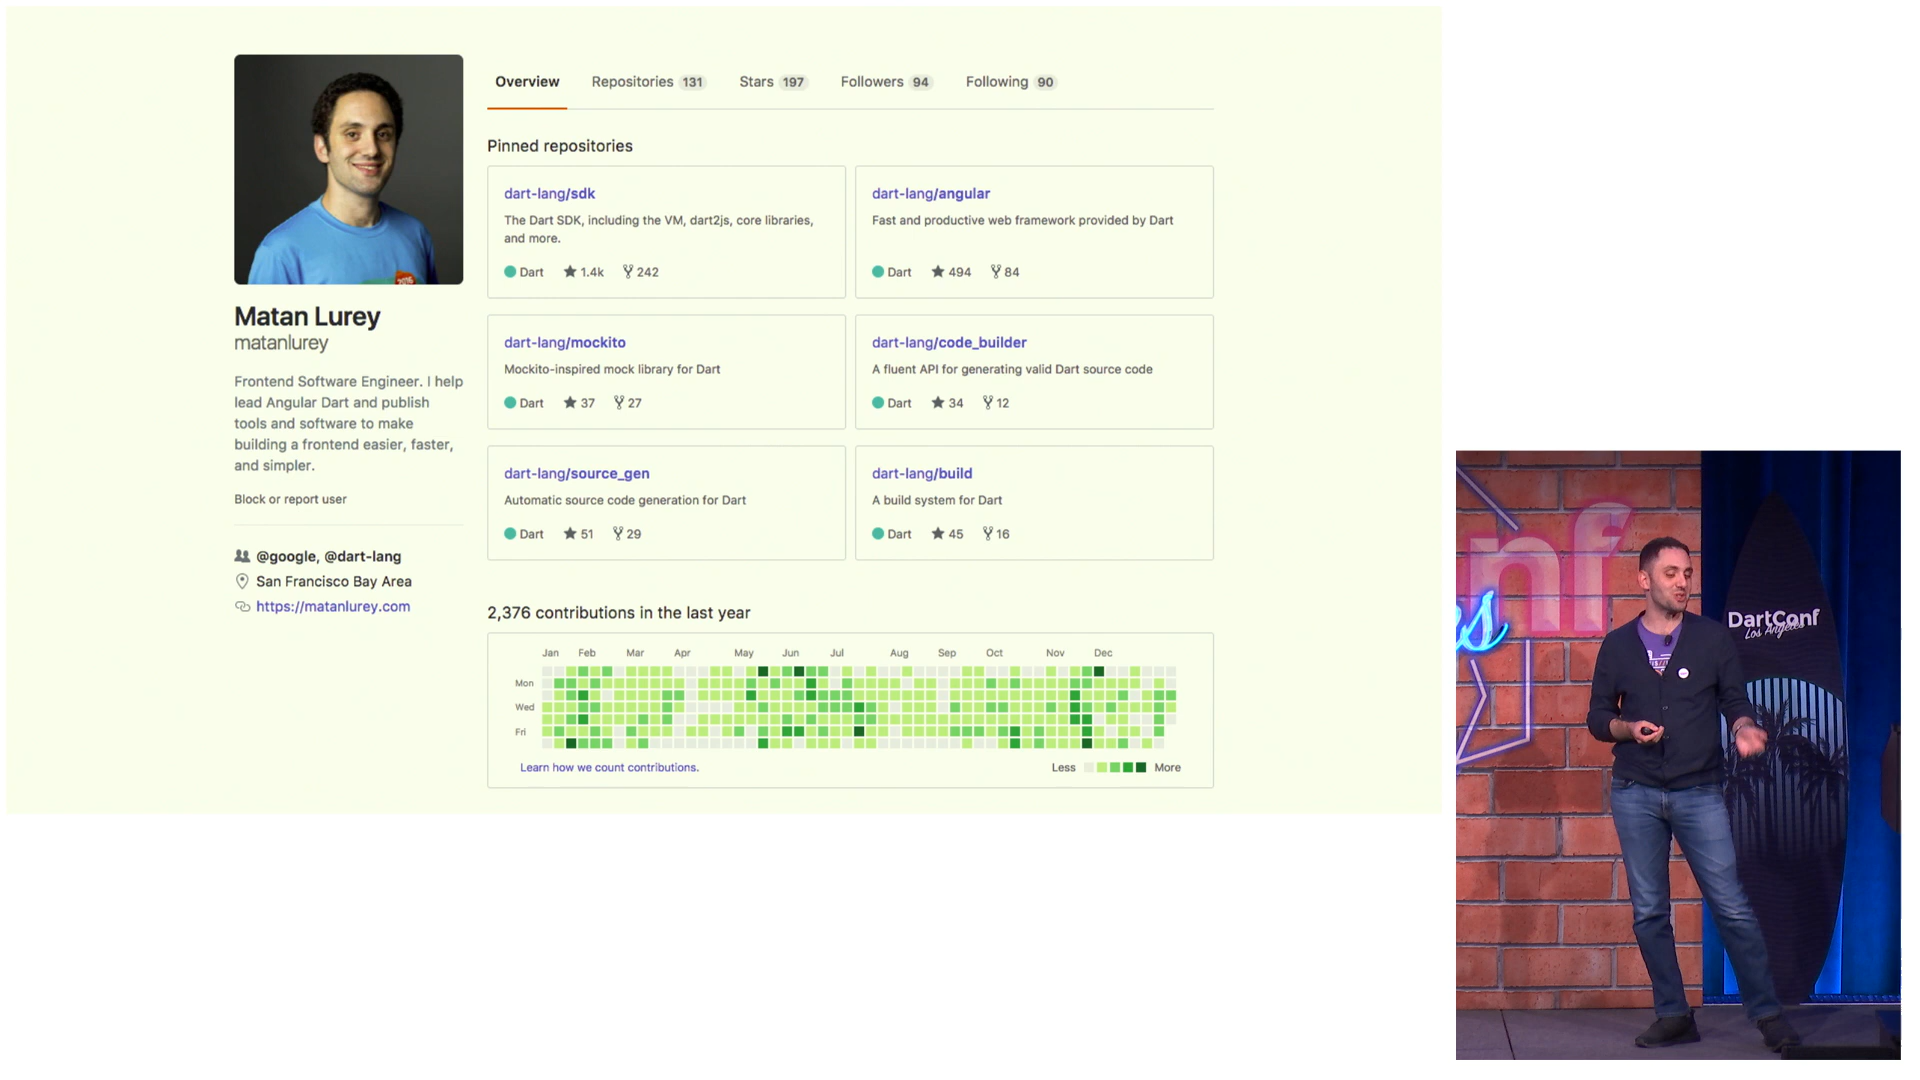 Overview Repositories 131 Stars 197 Followers 94 Following 90
Pinned repositories
dart-lang/sdk
The Dart SDK, including the VM, dart2js, core libraries,
and more.
Dart 1.4k 242
dart-lang/angular
Fast and productive web framework provided by Dart
Dart 494 84
dart-lang/mockito
Mockito-inspired mock library for Dart
Dart 37 27
dart-lang/code_builder
A fluent API for generating valid Dart source code
Dart 34 12
dart-lang/source_gen
Automatic source code generation for Dart
Dart 51 29
dart-lang/build
A build system for Dart
Dart 45 16
Matan Lurey
matanlurey
Frontend Software Engineer. I help
lead Angular Dart and publish
tools and software to make
building a frontend easier, faster,
and simpler.
Block or report user
@google, @dart-lang
San Francisco Bay Area
https://matanlurey.com
2,376 contributions in the last year
Jan Feb Mar Apr May Jun Jul Aug Sep Oct Nov Dec
Mon
Wed
Fri
Learn how we count contributions.
Less More
nf
s
DartConf
Los Angeles